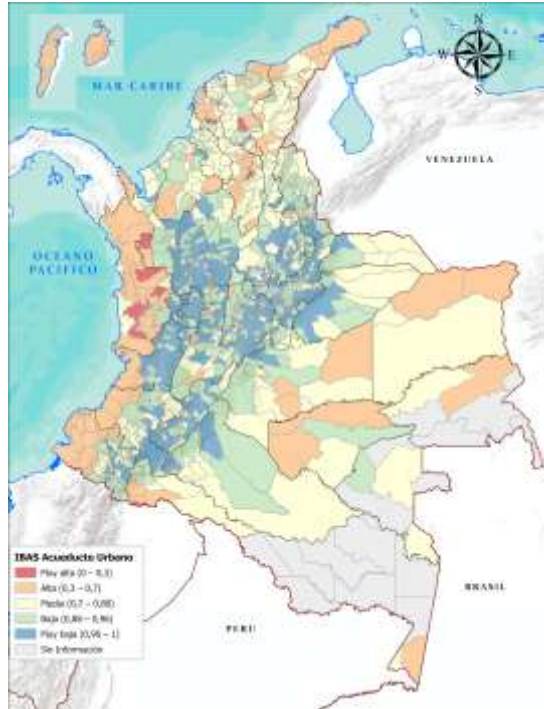 N
W
E
S
MAR CARIBE
VENEZUELA
OCEANO
PACIFICO
IBAS Acueducto Urbano
Muy alta (0 – 0,3)
Alta (0,3 – 0,7)
Media (0,7 – 0,88)
Baja (0,88 – 0,96)
Muy baja (0,96 – 1)
Sin Información
BRASIL
PERU